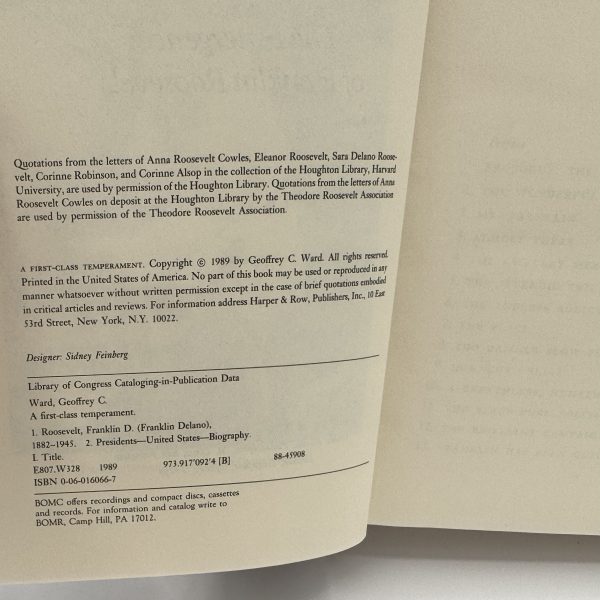 Quotations from the letters of Anna Roosevelt Cowles, Eleanor Roosevelt, Sara Delano Roose-
velt, Corinne Robinson, and Corinne Alsop in the collection of the Houghton Library, Harvard
University, are used by permission of the Houghton Library. Quotations from the letters of Anna
Roosevelt Cowles on deposit at the Houghton Library by the Theodore Roosevelt Association
are used by permission of the Theodore Roosevelt Association.
A FIRST-CLASS TEMPERAMENT. Copyright © 1989 by Geoffrey C. Ward. All rights reserved.
Printed in the United States of America. No part of this book may be used or reproduced in any
manner whatsoever without written permission except in the case of brief quotations embodied
in critical articles and reviews. For information address Harper & Row, Publishers, Inc., 10 East
53rd Street, New York, N.Y. 10022.
Designer: Sidney Feinberg
Library of Congress Cataloging-in-Publication Data
Ward, Geoffrey C.
A first-class temperament.
1. Roosevelt, Franklin D. (Franklin Delano),
1882–1945. 2. Presidents—United States—Biography.
I. Title.
E807.W328 1989 973.917'092'4 [B] 88-45908
ISBN 0-06-016066-7
BOMC offers recordings and compact discs, cassettes
and records. For information and catalog write to
BOMR, Camp Hill, PA 17012.